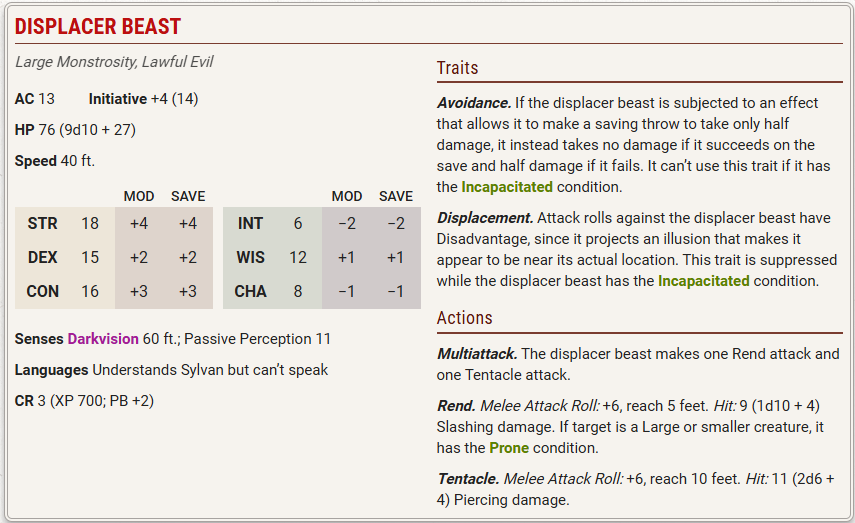 DISPLACER BEAST
Large Monstrosity, Lawful Evil
AC 13 Initiative +4 (14)
HP 76 (9d10 + 27)
Speed 40 ft.
MOD SAVE MOD SAVE
STR 18 +4 +4 INT 6 −2 −2
DEX 15 +2 +2 WIS 12 +1 +1
CON 16 +3 +3 CHA 8 −1 −1
Senses Darkvision 60 ft.; Passive Perception 11
Languages Understands Sylvan but can’t speak
CR 3 (XP 700; PB +2)
Traits
Avoidance. If the displacer beast is subjected to an effect
that allows it to make a saving throw to take only half
damage, it instead takes no damage if it succeeds on the
save and half damage if it fails. It can’t use this trait if it has
the Incapacitated condition.
Displacement. Attack rolls against the displacer beast have
Disadvantage, since it projects an illusion that makes it
appear to be near its actual location. This trait is suppressed
while the displacer beast has the Incapacitated condition.
Actions
Multiattack. The displacer beast makes one Rend attack and
one Tentacle attack.
Rend. Melee Attack Roll: +6, reach 5 feet. Hit: 9 (1d10 + 4)
Slashing damage. If target is a Large or smaller creature, it
has the Prone condition.
Tentacle. Melee Attack Roll: +6, reach 10 feet. Hit: 11 (2d6 +
4) Piercing damage.